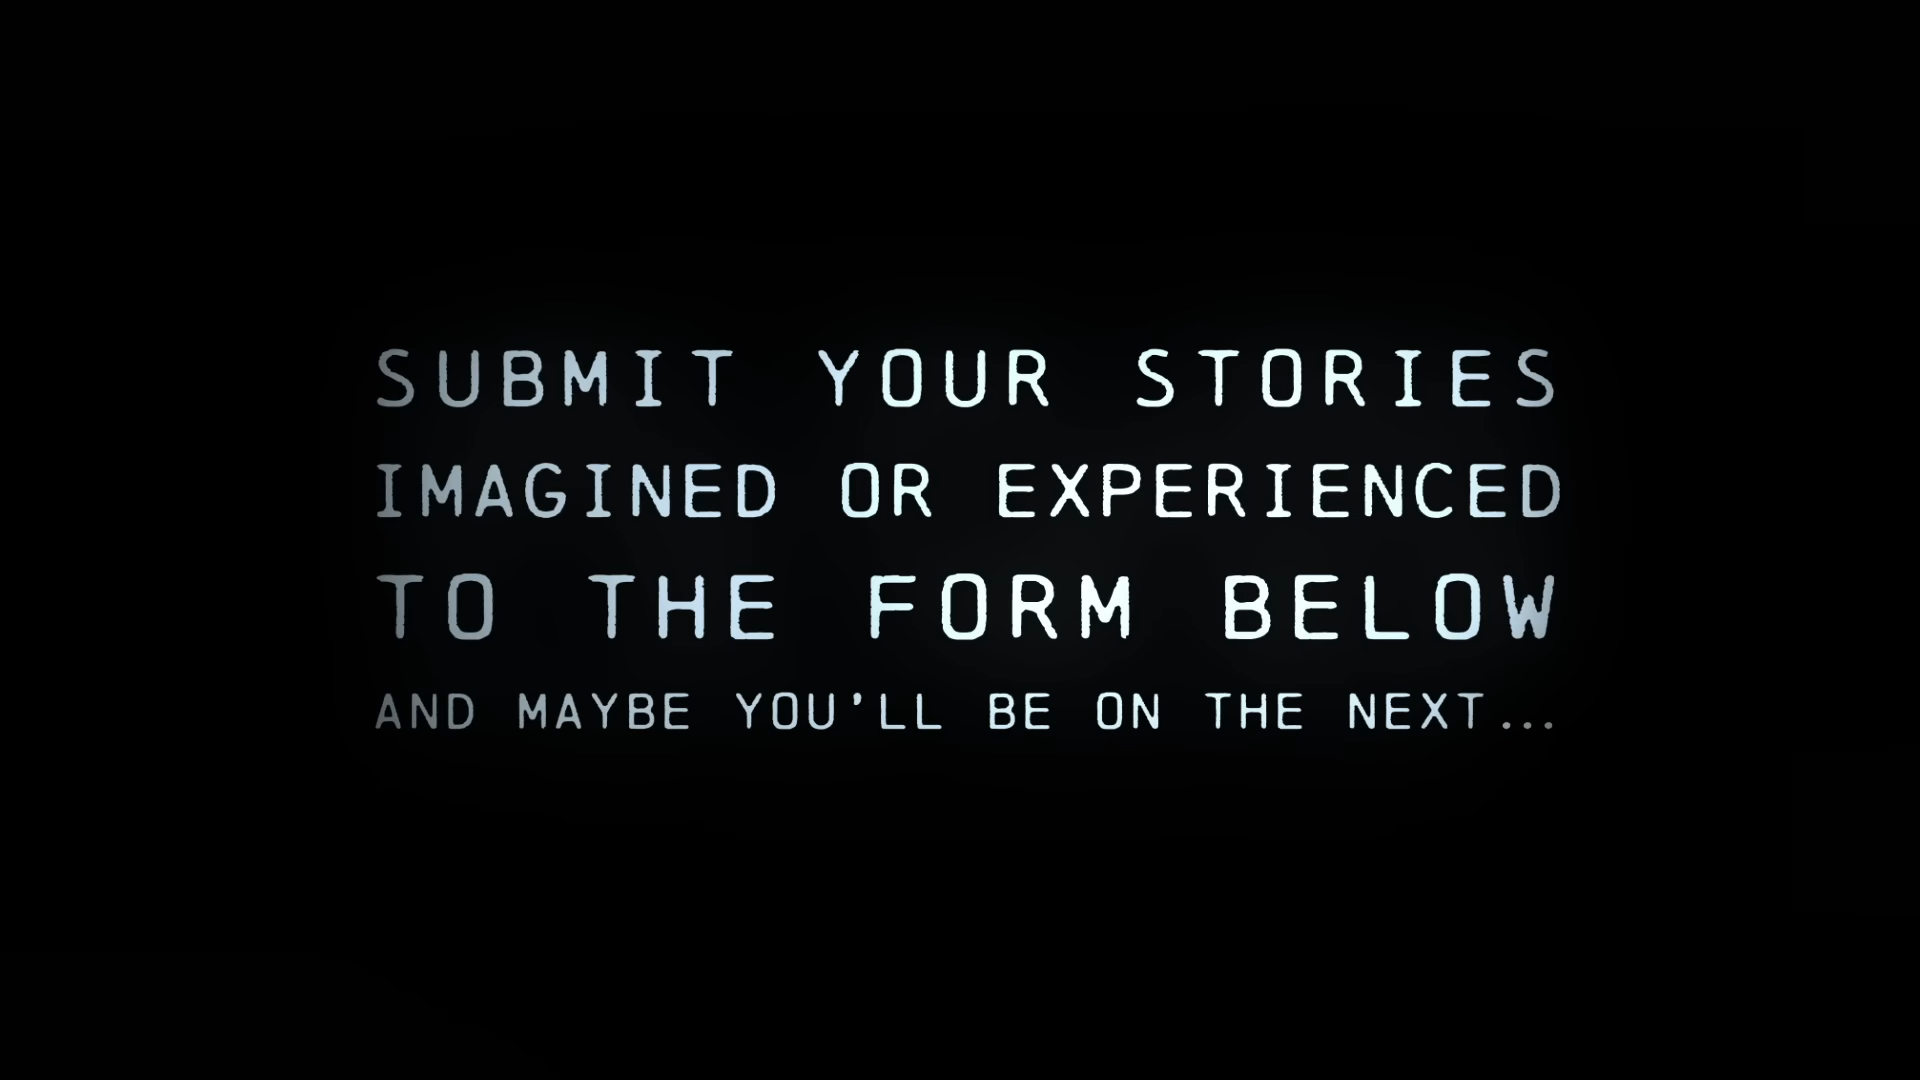 SUBMIT YOUR STORIES
IMAGINED OR EXPERIENCED
TO THE FORM BELOW
AND MAYBE YOU'LL BE ON THE NEXT...